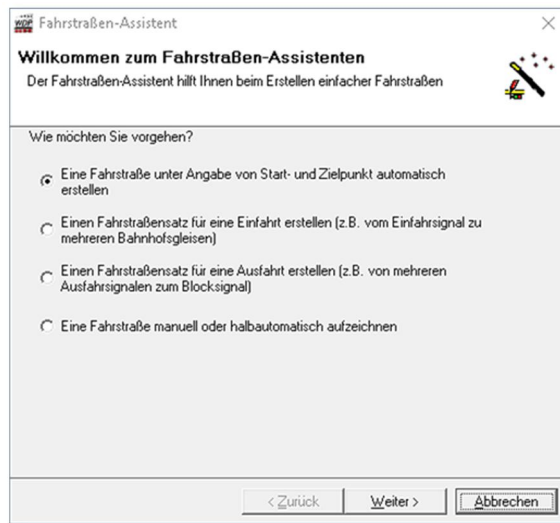 WDP
Fahrstraßen-Assistent
Willkommen zum Fahrstraßen-Assistenten
Der Fahrstraßen-Assistent hilft Ihnen beim Erstellen einfacher Fahrstraßen
Wie möchten Sie vorgehen?
Eine Fahrstraße unter Angabe von Start- und Zielpunkt automatisch
erstellen
Einen Fahrstraßensatz für eine Einfahrt erstellen (z.B. vom Einfahrsignal zu
mehreren Bahnhofsgleisen)
Einen Fahrstraßensatz für eine Ausfahrt erstellen (z.B. von mehreren
Ausfahrsignalen zum Blocksignal)
Eine Fahrstraße manuell oder halbautomatisch aufzeichnen
< Zurück
Weiter >
Abbrechen